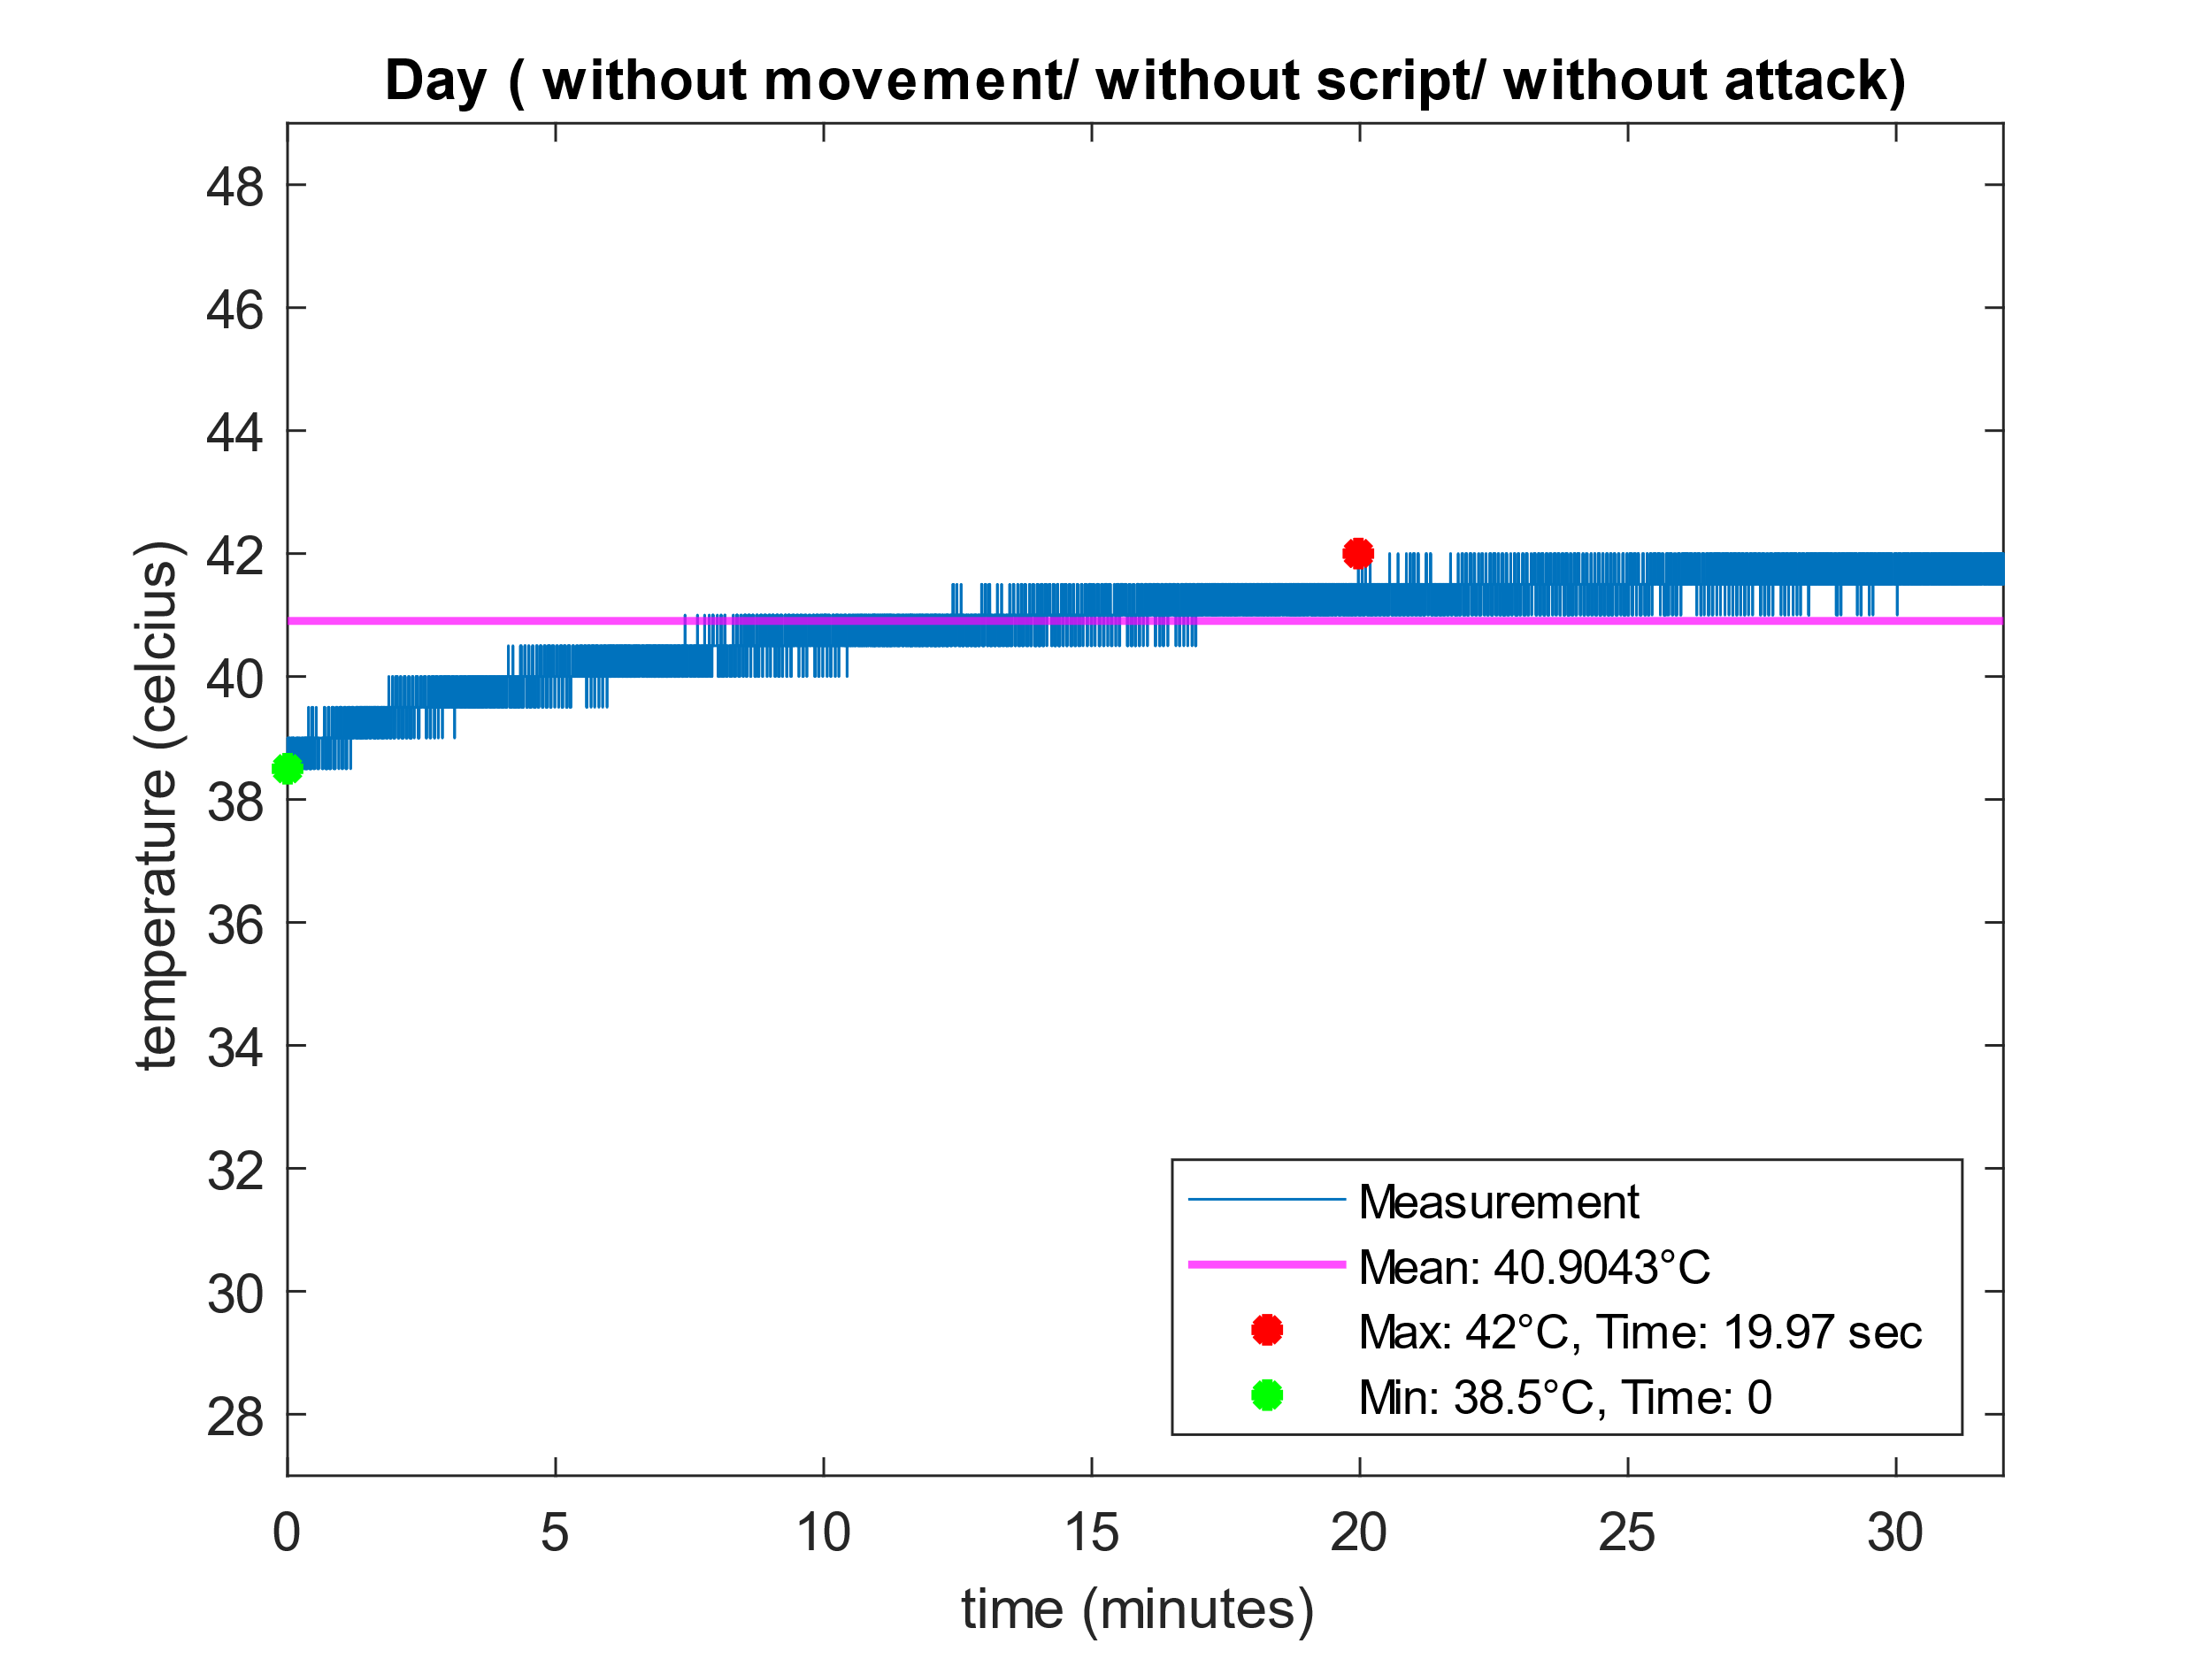 Day ( without movement/ without script/ without attack)
48
46
44
42
40
38
36
34
32
30
28
temperature (celcius)
Measurement
Mean: 40.9043°C
Max: 42°C, Time: 19.97 sec
Min: 38.5°C, Time: 0
0 5 10 15 20 25 30
time (minutes)